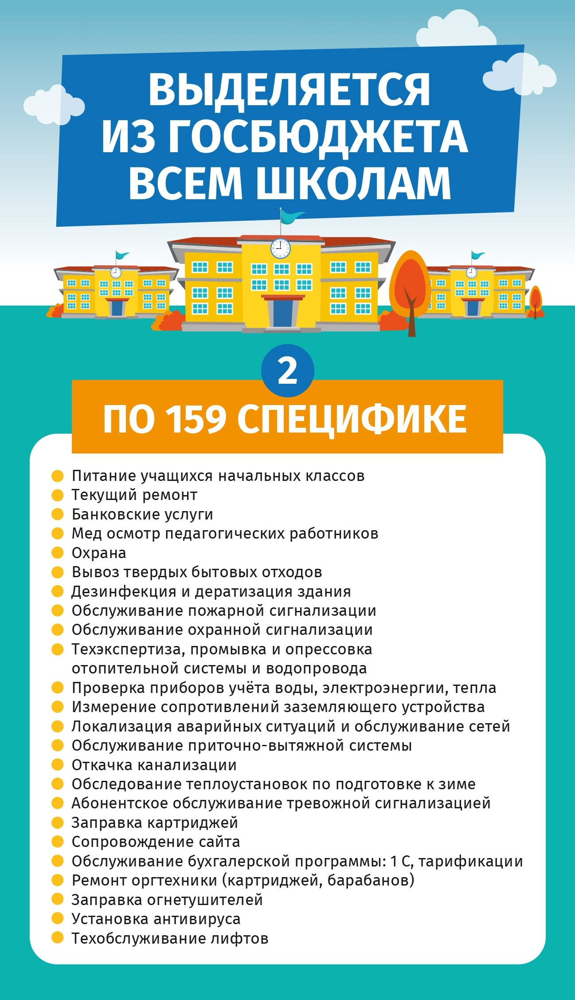 ВЫДЕЛЯЕТСЯ
ИЗ ГОСБЮДЖЕТА
ВСЕМ ШКОЛАМ
2
ПО 159 СПЕЦИФИКЕ
Питание учащихся начальных классов
Текущий ремонт
Банковские услуги
Мед осмотр педагогических работников
Охрана
Вывоз твердых бытовых отходов
Дезинфекция и дератизация здания
Обслуживание пожарной сигнализации
Обслуживание охранной сигнализации
Техэкспертиза, промывка и опрессовка
отопительной системы и водопровода
Проверка приборов учёта воды, электроэнергии, тепла
Измерение сопротивлений заземляющего устройства
Локализация аварийных ситуаций и обслуживание сетей
Обслуживание приточно-вытяжной системы
Откачка канализации
Обследование теплоустановок по подготовке к зиме
Абонентское обслуживание тревожной сигнализацией
Заправка картриджей
Сопровождение сайта
Обслуживание бухгалерской программы: 1 С, тарификации
Ремонт оргтехники (картриджей, барабанов)
Заправка огнетушителей
Установка антивируса
Техобслуживание лифтов